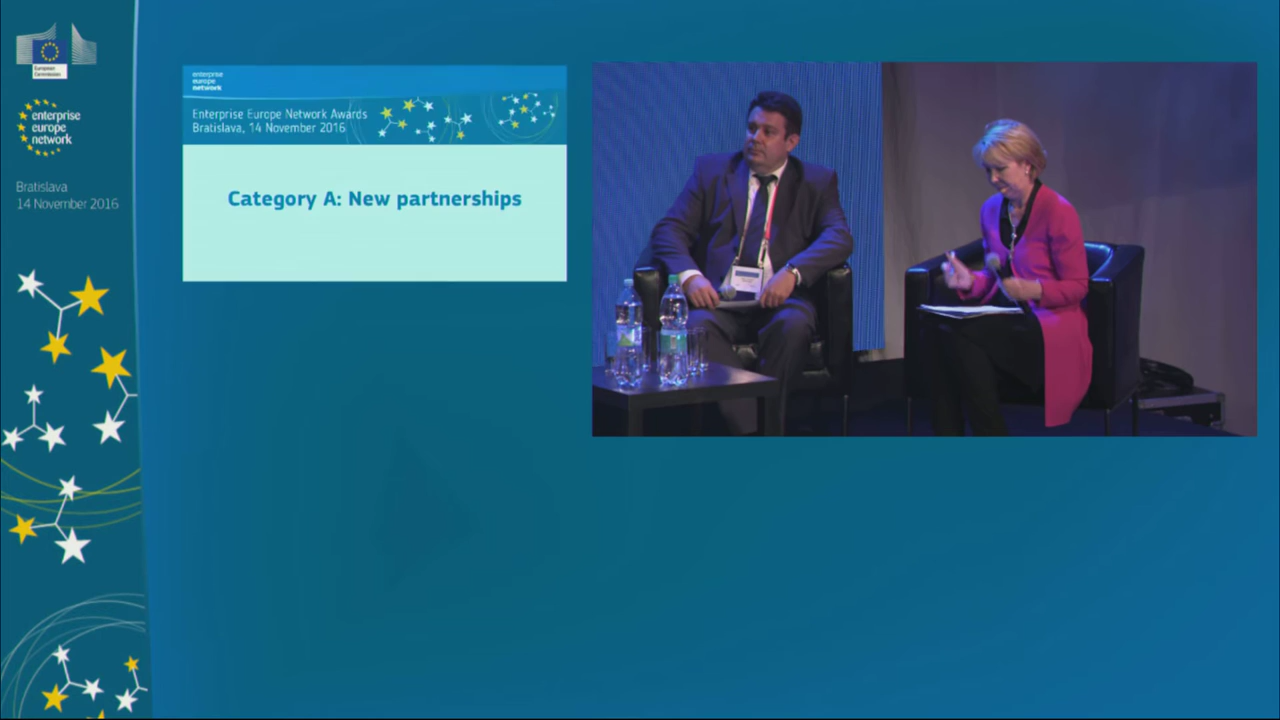 European
Commission
enterprise
europe
network
Bratislava
14 November 2016
enterprise
europe
network
Enterprise Europe Network Awards
Bratislava, 14 November 2016
Category A: New partnerships